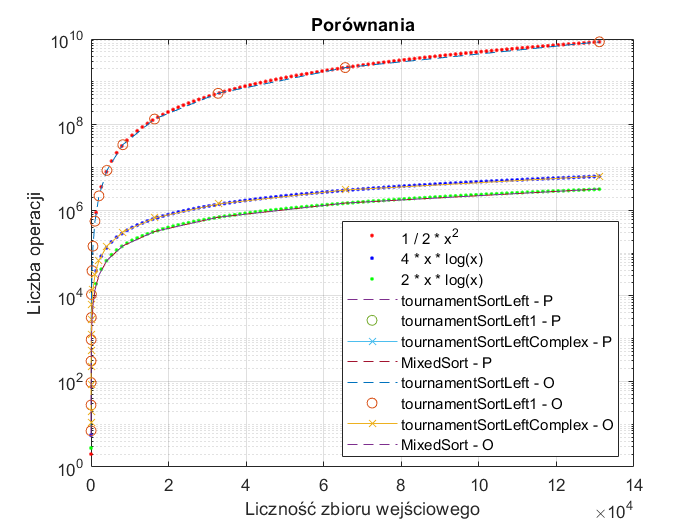 Porównania
Liczba operacji
10^10
10^8
10^6
10^4
10^2
10^0
1 / 2 * x^2
4 * x * log(x)
2 * x * log(x)
tournamentSortLeft - P
tournamentSortLeft1 - P
tournamentSortLeftComplex - P
MixedSort - P
tournamentSortLeft - O
tournamentSortLeft1 - O
tournamentSortLeftComplex - O
MixedSort - O
0 2 4 6 8 10 12 14
Liczność zbioru wejściowego
×10^4